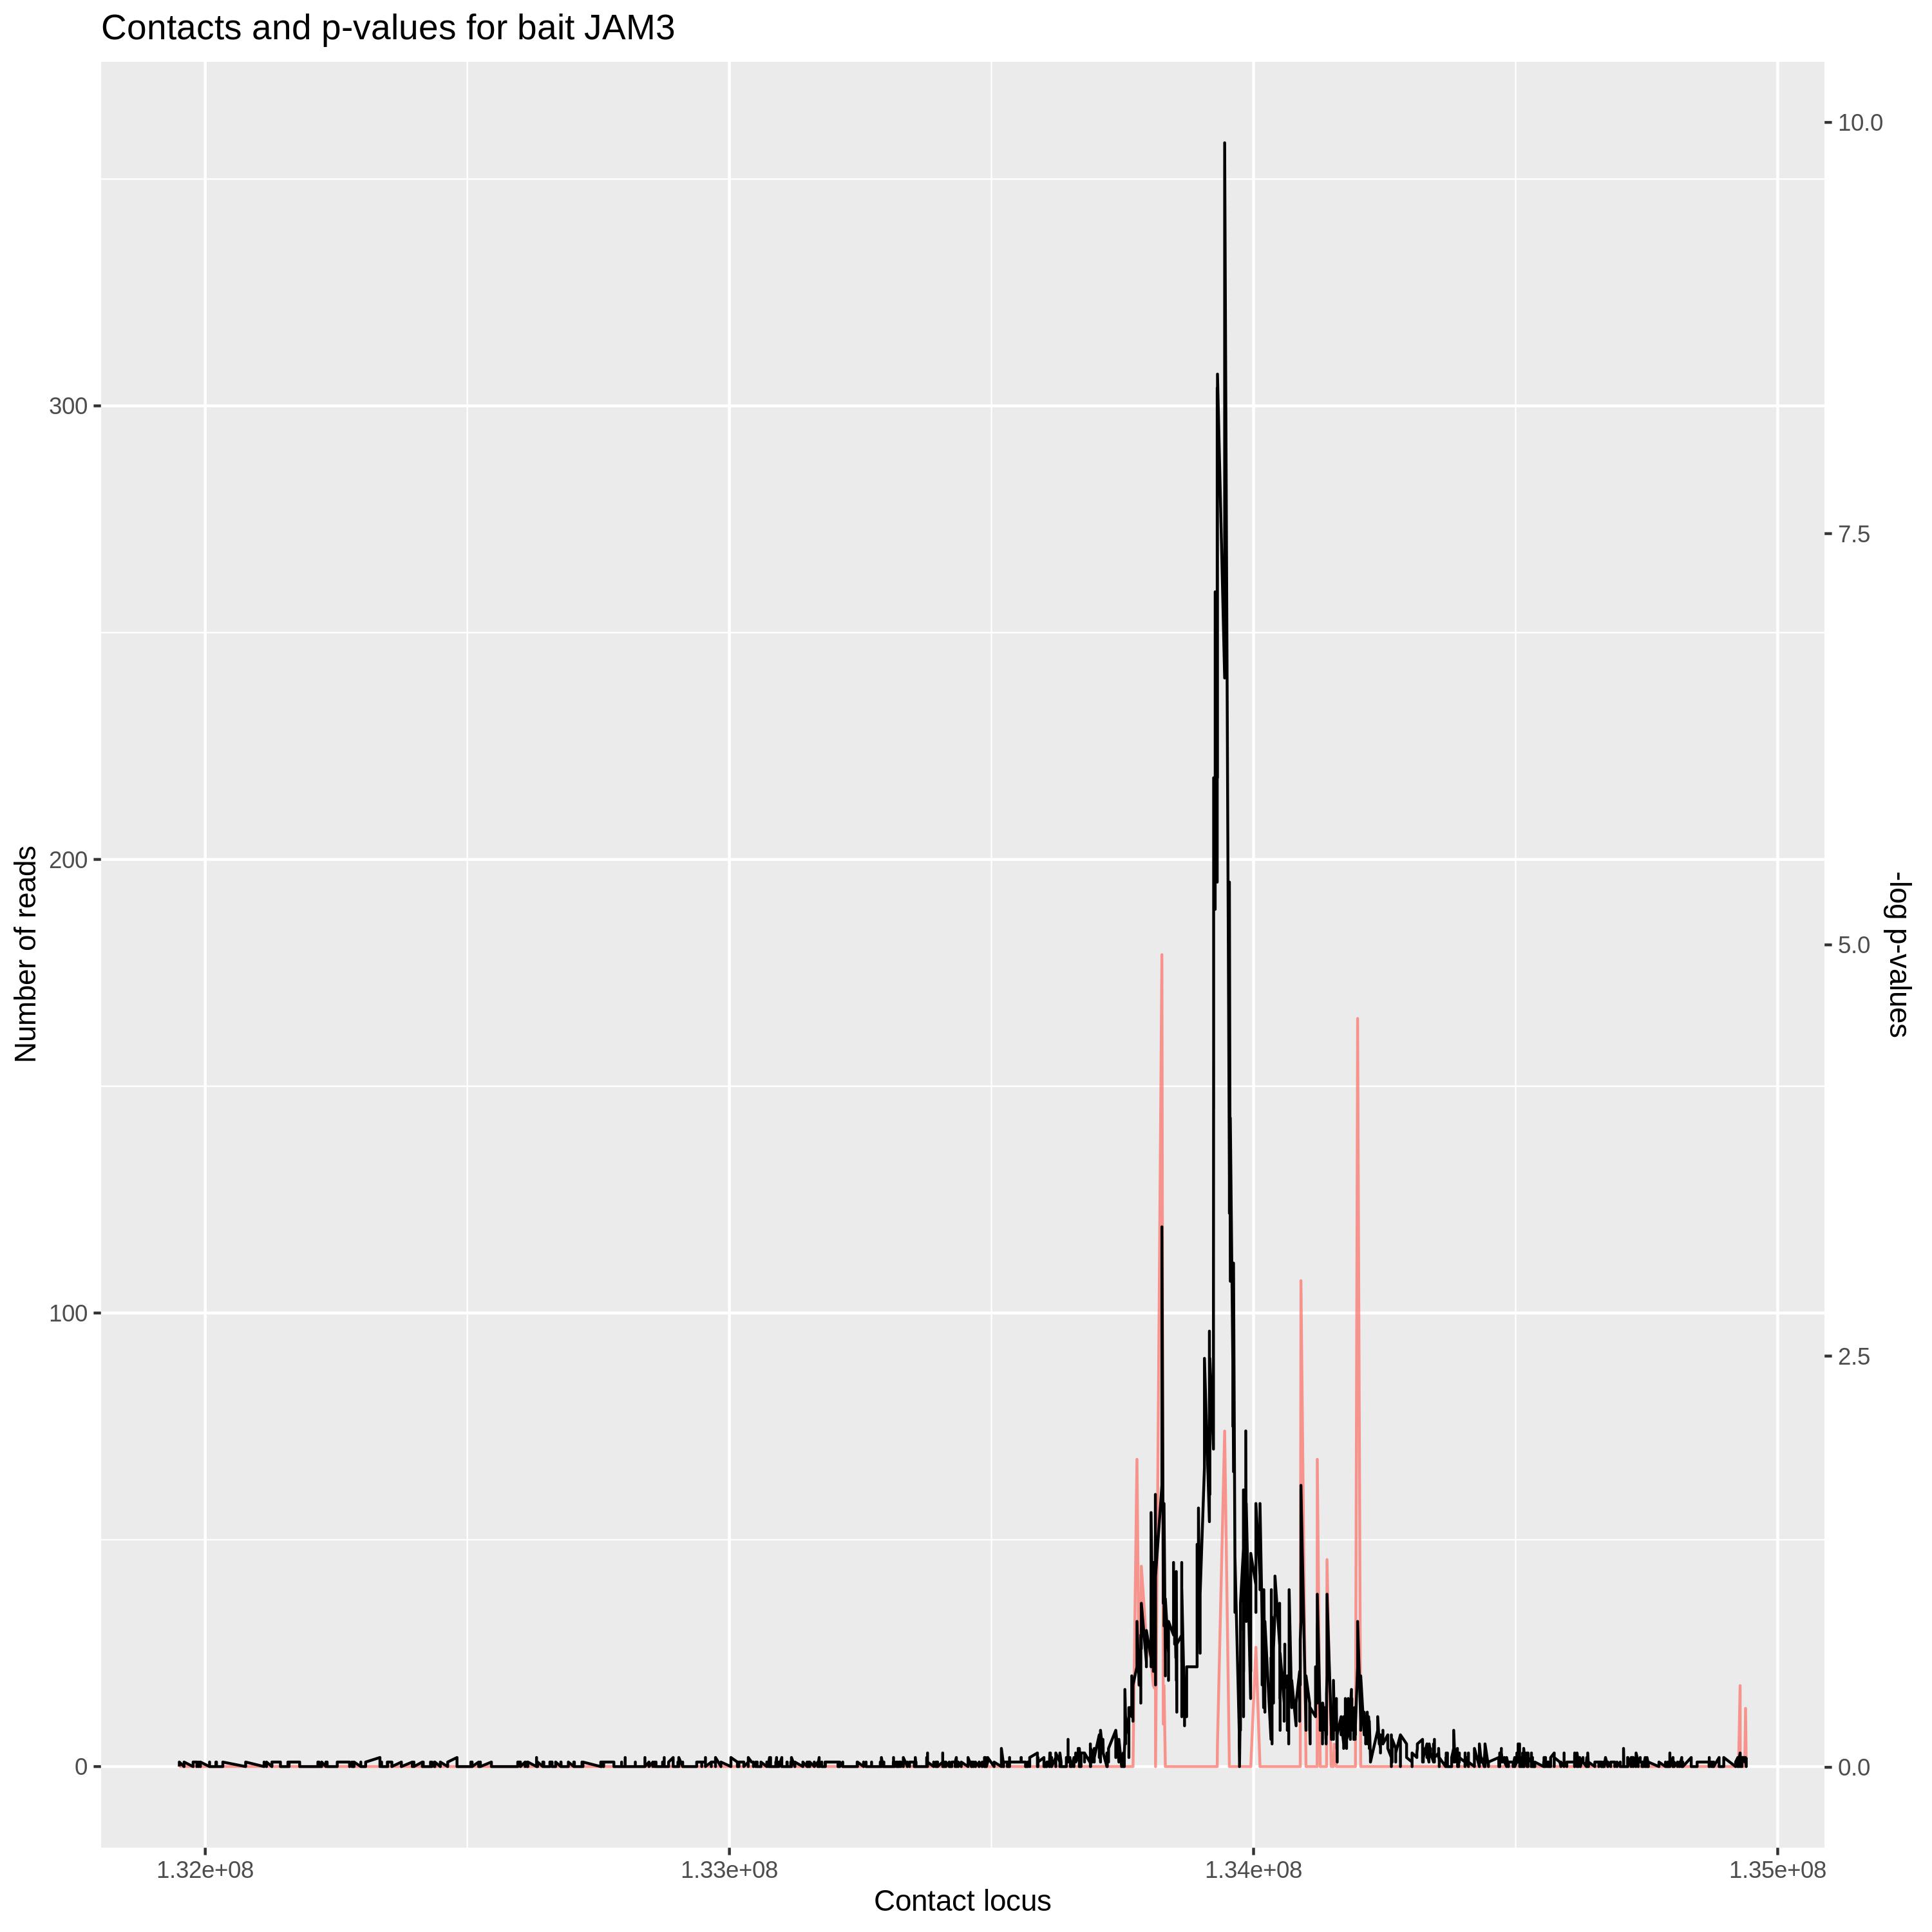 Contacts and p-values for bait JAM3
Number of reads
300
200
100
0
10.0
7.5
5.0
2.5
0.0
-log p-values
1.32e+08
1.33e+08
1.34e+08
1.35e+08
Contact locus